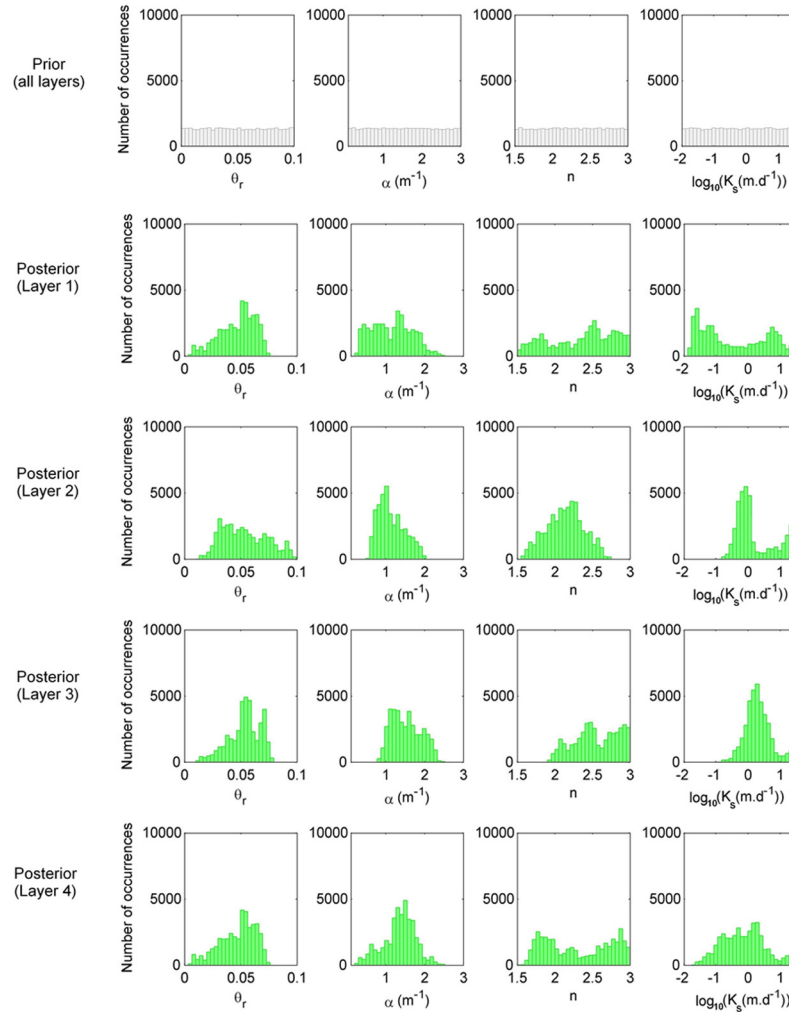 Prior
(all layers)
Number of occurrences
10000
5000
0
0 0.05 0.1
θr
10000
5000
0
1 2 3
α (m⁻¹)
10000
5000
0
1.5 2 2.5 3
n
10000
5000
0
-2 -1 0 1
log₁₀(Kₛ(m.d⁻¹))
Posterior
(Layer 1)
Number of occurrences
10000
5000
0
0 0.05 0.1
θr
10000
5000
0
1 2 3
α (m⁻¹)
10000
5000
0
1.5 2 2.5 3
n
10000
5000
0
-2 -1 0 1
log₁₀(Kₛ(m.d⁻¹))
Posterior
(Layer 2)
Number of occurrences
10000
5000
0
0 0.05 0.1
θr
10000
5000
0
1 2 3
α (m⁻¹)
10000
5000
0
1.5 2 2.5 3
n
10000
5000
0
-2 -1 0 1
log₁₀(Kₛ(m.d⁻¹))
Posterior
(Layer 3)
Number of occurrences
10000
5000
0
0 0.05 0.1
θr
10000
5000
0
1 2 3
α (m⁻¹)
10000
5000
0
1.5 2 2.5 3
n
10000
5000
0
-2 -1 0 1
log₁₀(Kₛ(m.d⁻¹))
Posterior
(Layer 4)
Number of occurrences
10000
5000
0
0 0.05 0.1
θr
10000
5000
0
1 2 3
α (m⁻¹)
10000
5000
0
1.5 2 2.5 3
n
10000
5000
0
-2 -1 0 1
log₁₀(Kₛ(m.d⁻¹))